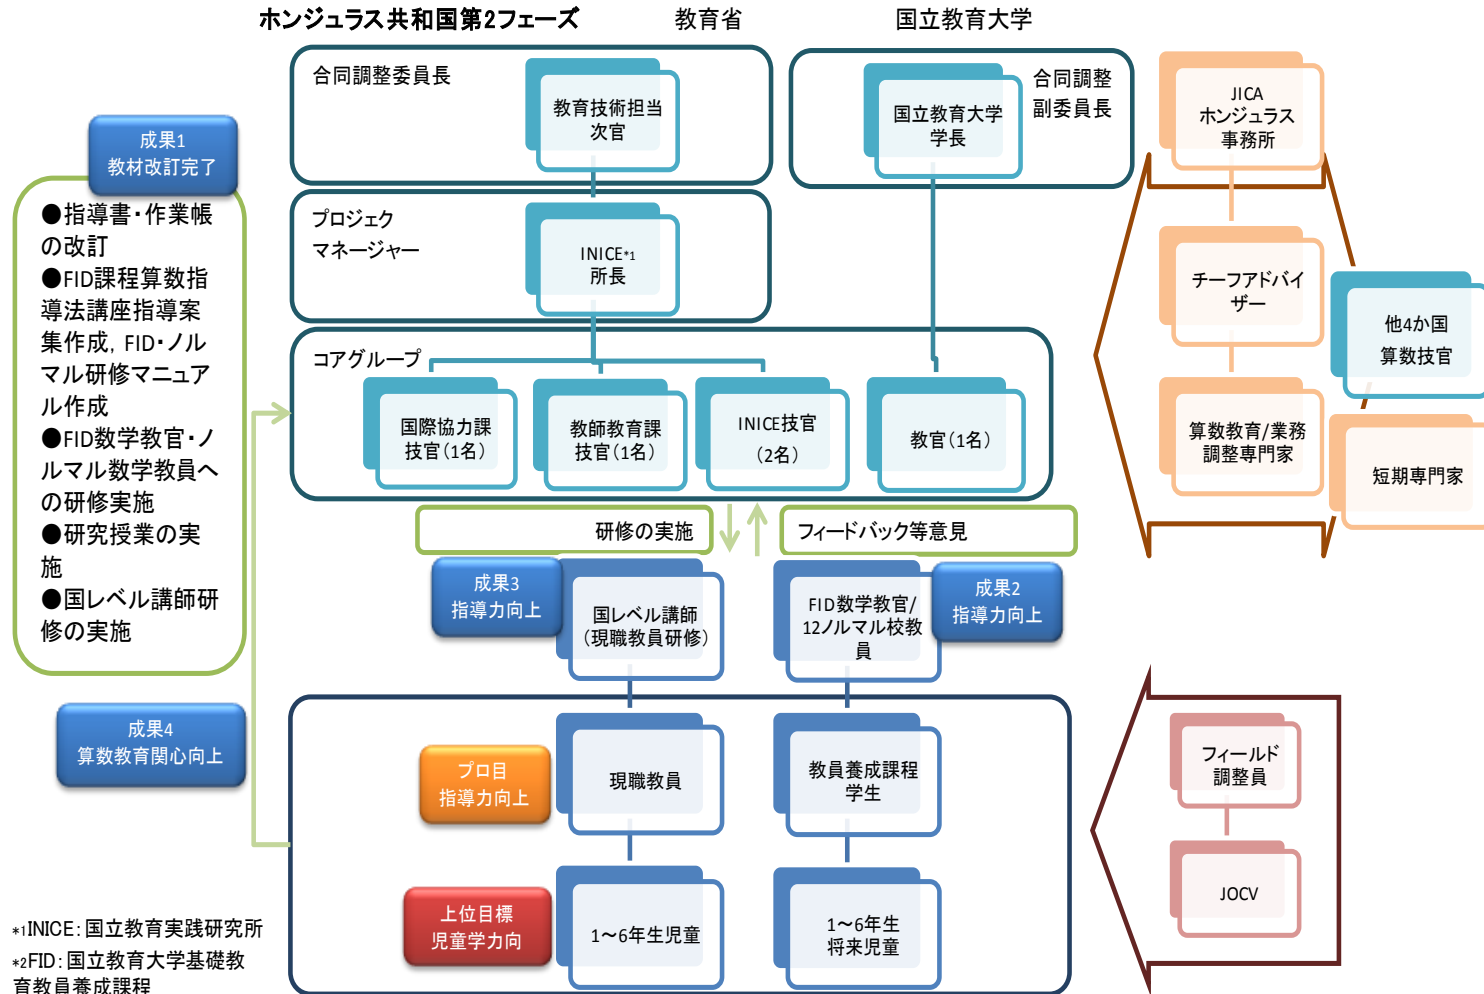 ホンジュラス共和国第2フェーズ
教育省
国立教育大学
合同調整委員長
教育技術担当
次官
国立教育大学
学長
合同調整
副委員長
JICA
ホンジュラス
事務所
成果1
教材改訂完了
●指導書・作業帳
の改訂
●FID課程算数指
導法講座指導案
集作成, FID・ノル
マル研修マニュア
ル作成
●FID数学教官・ノ
ルマル数学教員へ
の研修実施
●研究授業の実
施
●国レベル講師研
修の実施
プロジェク
マネージャー
INICE*1
所長
チーフアドバイ
ザー
他4か国
算数技官
コアグループ
国際協力課
技官(1名)
教師教育課
技官(1名)
INICE技官
(2名)
教官(1名)
算数教育/業務
調整専門家
短期専門家
研修の実施
フィードバック等意見
成果3
指導力向上
国レベル講師
(現職教員研修)
FID数学教官/
12ノルマル校教
員
成果2
指導力向上
成果4
算数教育関心向上
プロ目
指導力向上
現職教員
教員養成課程
学生
フィールド
調整員
上位目標
児童学力向
1～6年生児童
1～6年生
将来児童
JOCV
*1INICE：国立教育実践研究所
*2FID：国立教育大学基礎教
育教員養成課程